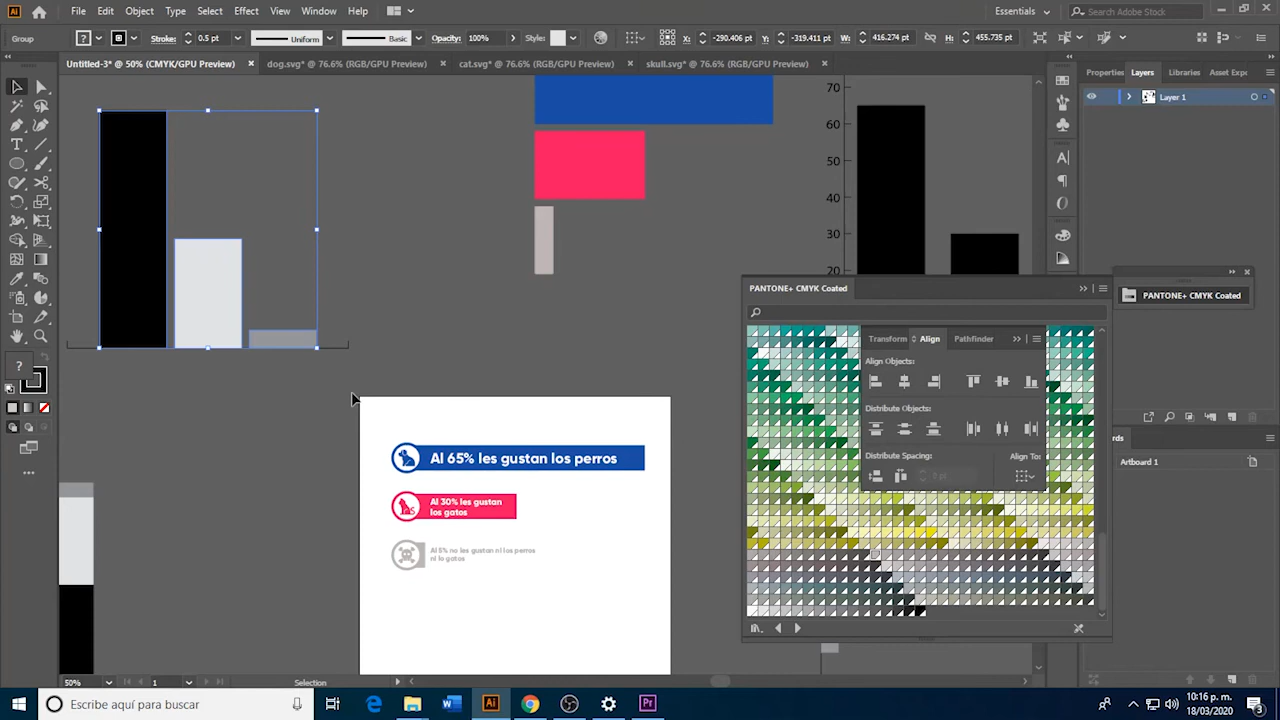 Ai File Edit Object Type Select Effect View Window Help Essentials Search Adobe Stock
Group Stroke: 0.5 pt Uniform Basic Opacity: 100% Style: X: -290.406 pt Y: -319.411 pt W: 416.274 pt H: 455.735 pt
Untitled-3* @ 50% (CMYK/GPU Preview) × dog.svg* @ 76.6% (RGB/GPU Preview) × cat.svg* @ 76.6% (RGB/GPU Preview) × skull.svg* @ 76.6% (RGB/GPU Preview) ×
Properties Layers Libraries Asset Expo
Layer 1
70
60
50
40
30
20
PANTONE+ CMYK Coated
PANTONE+ CMYK Coated
Transform Align Pathfinder
Align Objects:
Distribute Objects:
Distribute Spacing: Align To:
0 pt
rds
Artboard 1
Al 65% les gustan los perros
Al 30% les gustan
los gatos
Al 5% no les gustan ni los perros
ni lo gatos
?
50% 1 Selection
Escribe aquí para buscar
10:16 p. m.
18/03/2020